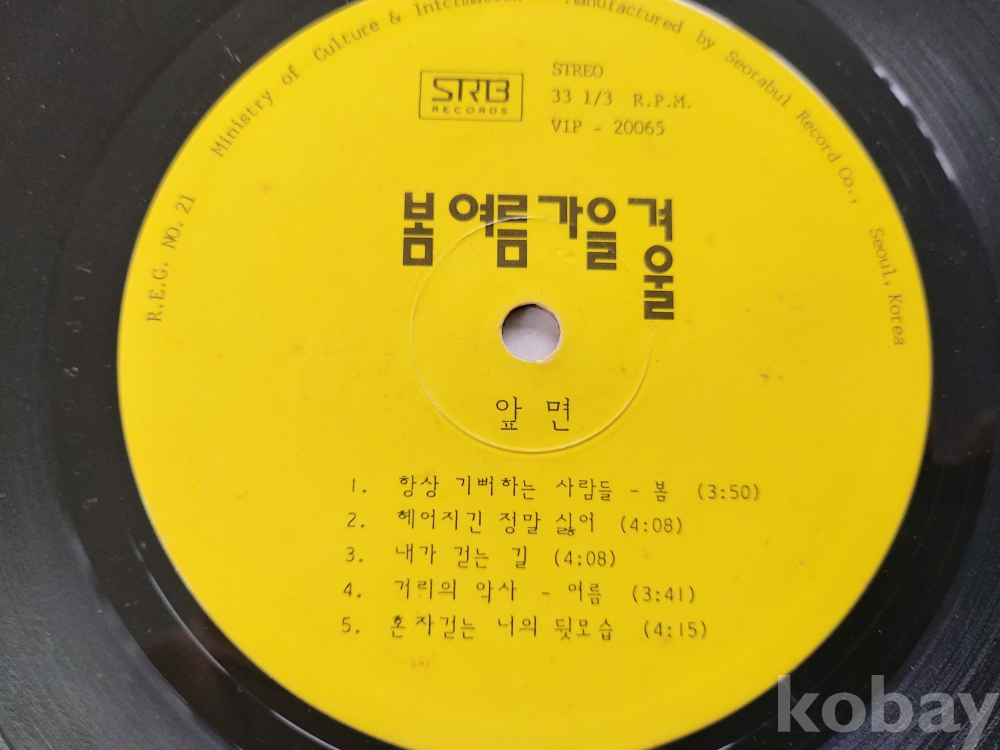 R.E.G. NO. 21 Ministry of Culture & Information Manufactured by Seorabul Record Co., Seoul, Korea
SRB
RECORDS
STREO
33 1/3 R.P.M.
VIP - 20065
봄 여름 가을 겨울
앞 면
1. 항상 기뻐하는 사람들 - 봄 (3:50)
2. 헤어지긴 정말 싫어 (4:08)
3. 내가 걷는 길 (4:08)
4. 거리의 악사 - 여름 (3:41)
5. 혼자걷는 너의 뒷모습 (4:15)
kobay